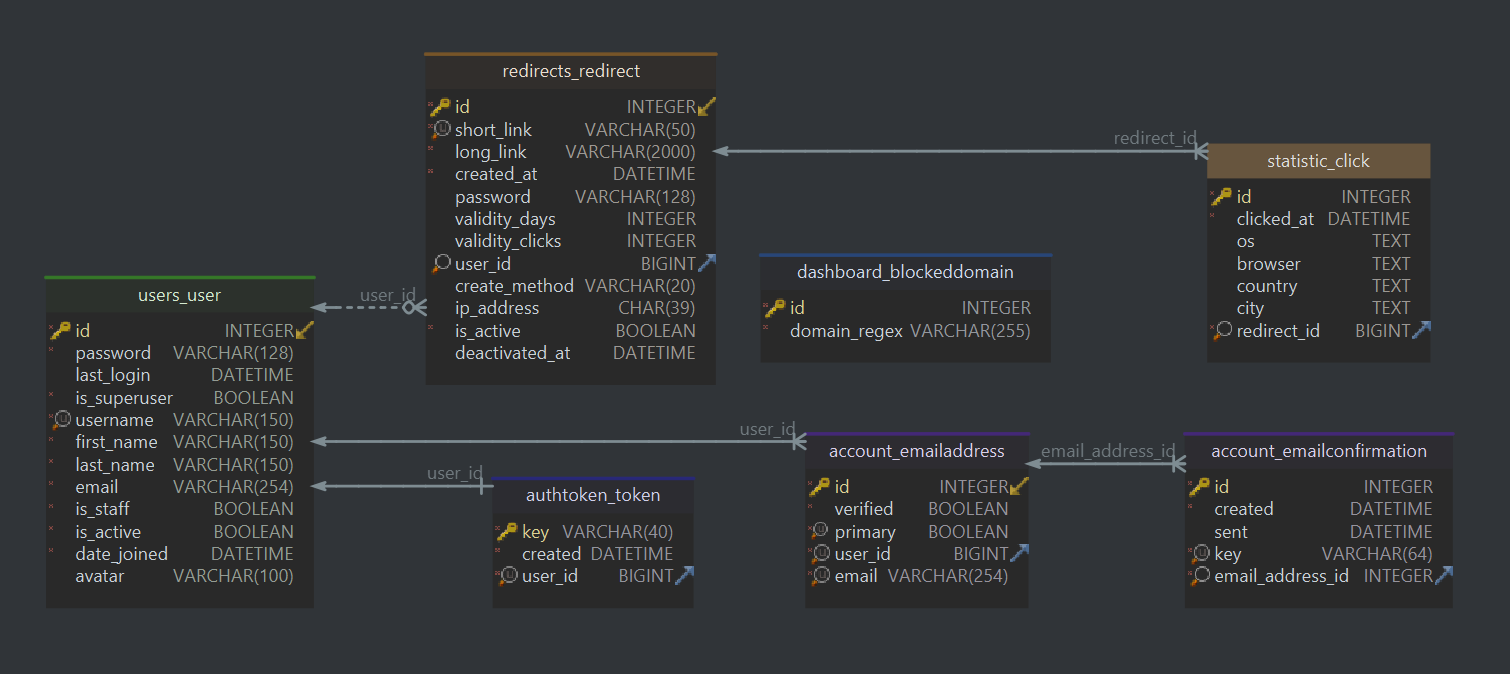 redirects_redirect
id INTEGER
short_link VARCHAR(50)
long_link VARCHAR(2000)
created_at DATETIME
password VARCHAR(128)
validity_days INTEGER
validity_clicks INTEGER
user_id BIGINT
create_method VARCHAR(20)
ip_address CHAR(39)
is_active BOOLEAN
deactivated_at DATETIME
redirect_id
statistic_click
id INTEGER
clicked_at DATETIME
os TEXT
browser TEXT
country TEXT
city TEXT
redirect_id BIGINT
dashboard_blockeddomain
id INTEGER
domain_regex VARCHAR(255)
user_id
users_user
id INTEGER
password VARCHAR(128)
last_login DATETIME
is_superuser BOOLEAN
username VARCHAR(150)
first_name VARCHAR(150)
last_name VARCHAR(150)
email VARCHAR(254)
is_staff BOOLEAN
is_active BOOLEAN
date_joined DATETIME
avatar VARCHAR(100)
user_id
user_id
authtoken_token
key VARCHAR(40)
created DATETIME
user_id BIGINT
account_emailaddress
id INTEGER
verified BOOLEAN
primary BOOLEAN
user_id BIGINT
email VARCHAR(254)
email_address_id
account_emailconfirmation
id INTEGER
created DATETIME
sent DATETIME
key VARCHAR(64)
email_address_id INTEGER